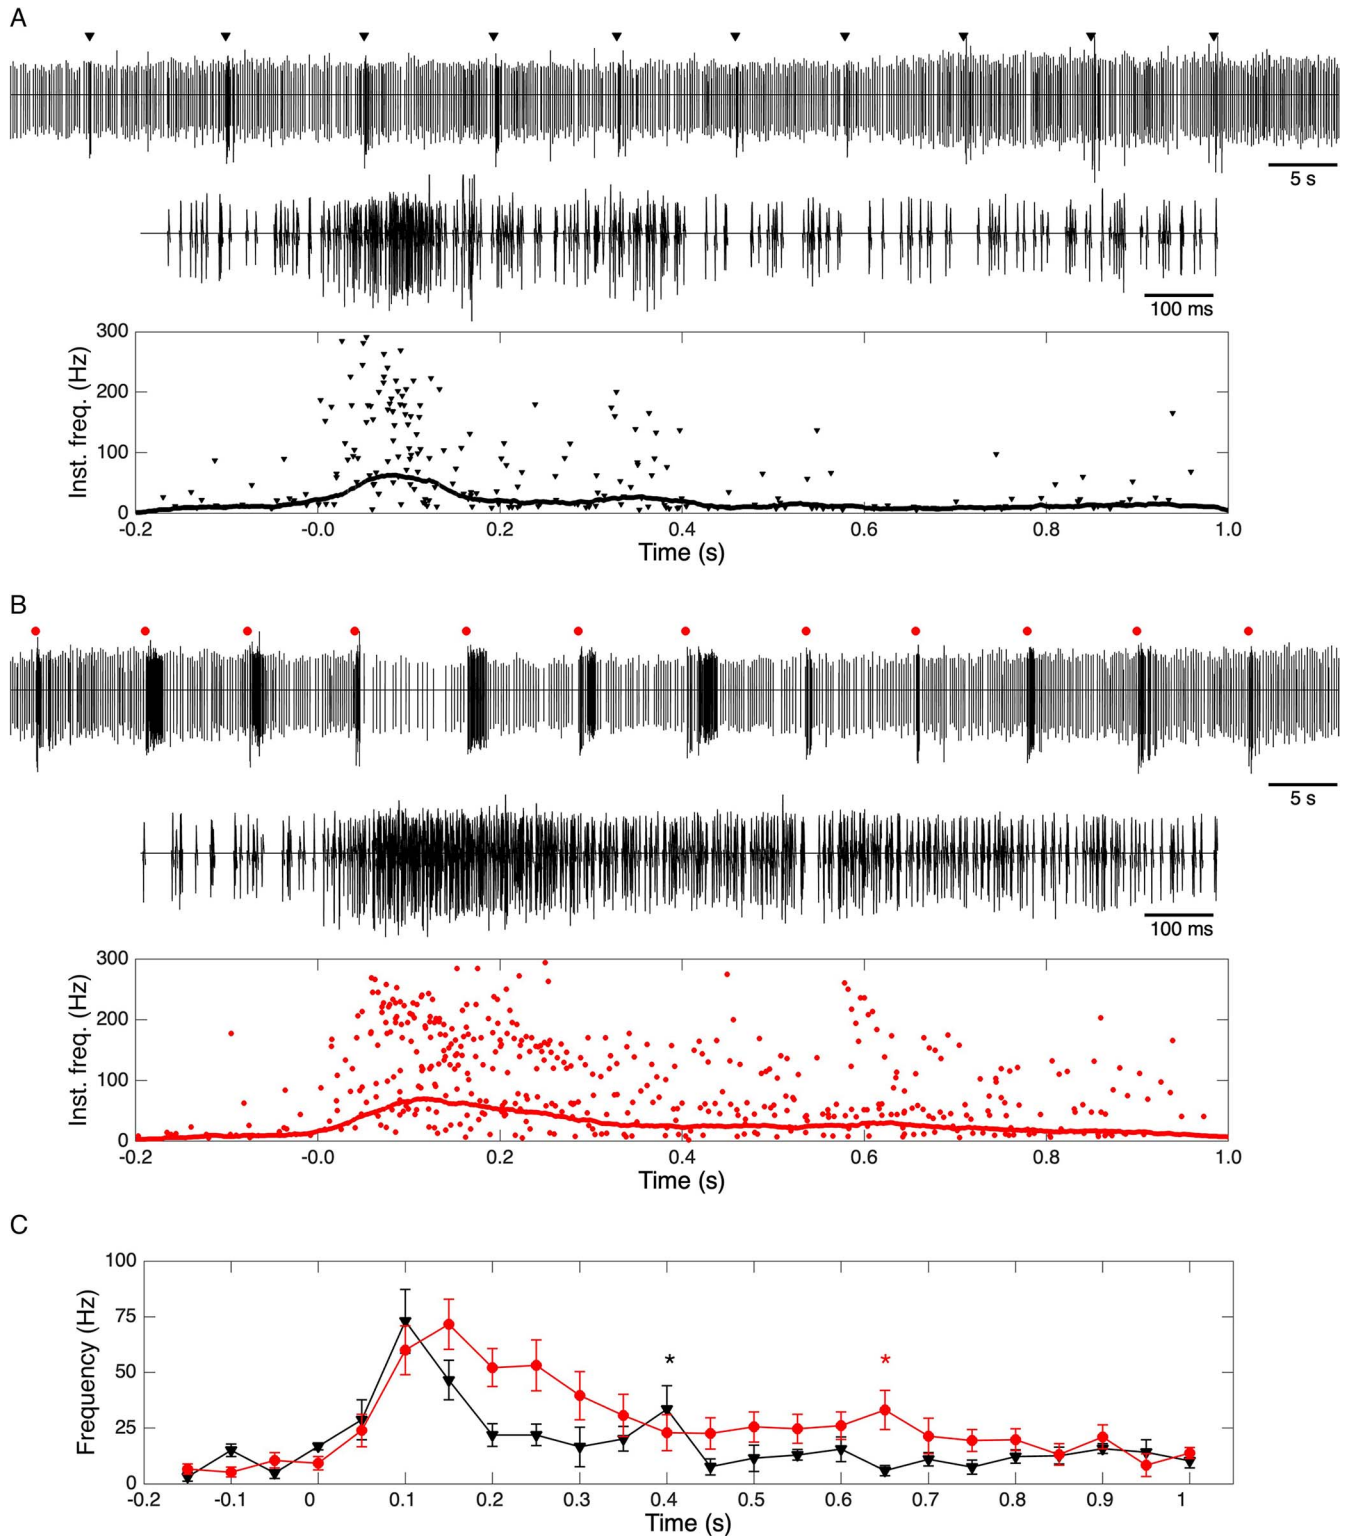 A
5 s
100 ms
300
200
100
0
Inst. freq. (Hz)
-0.2 -0.0 0.2 0.4 0.6 0.8 1.0
Time (s)
B
5 s
100 ms
300
200
100
0
Inst. freq. (Hz)
-0.2 -0.0 0.2 0.4 0.6 0.8 1.0
Time (s)
C
100
75
50
25
0
Frequency (Hz)
* *
-0.2 -0.1 0 0.1 0.2 0.3 0.4 0.5 0.6 0.7 0.8 0.9 1
Time (s)